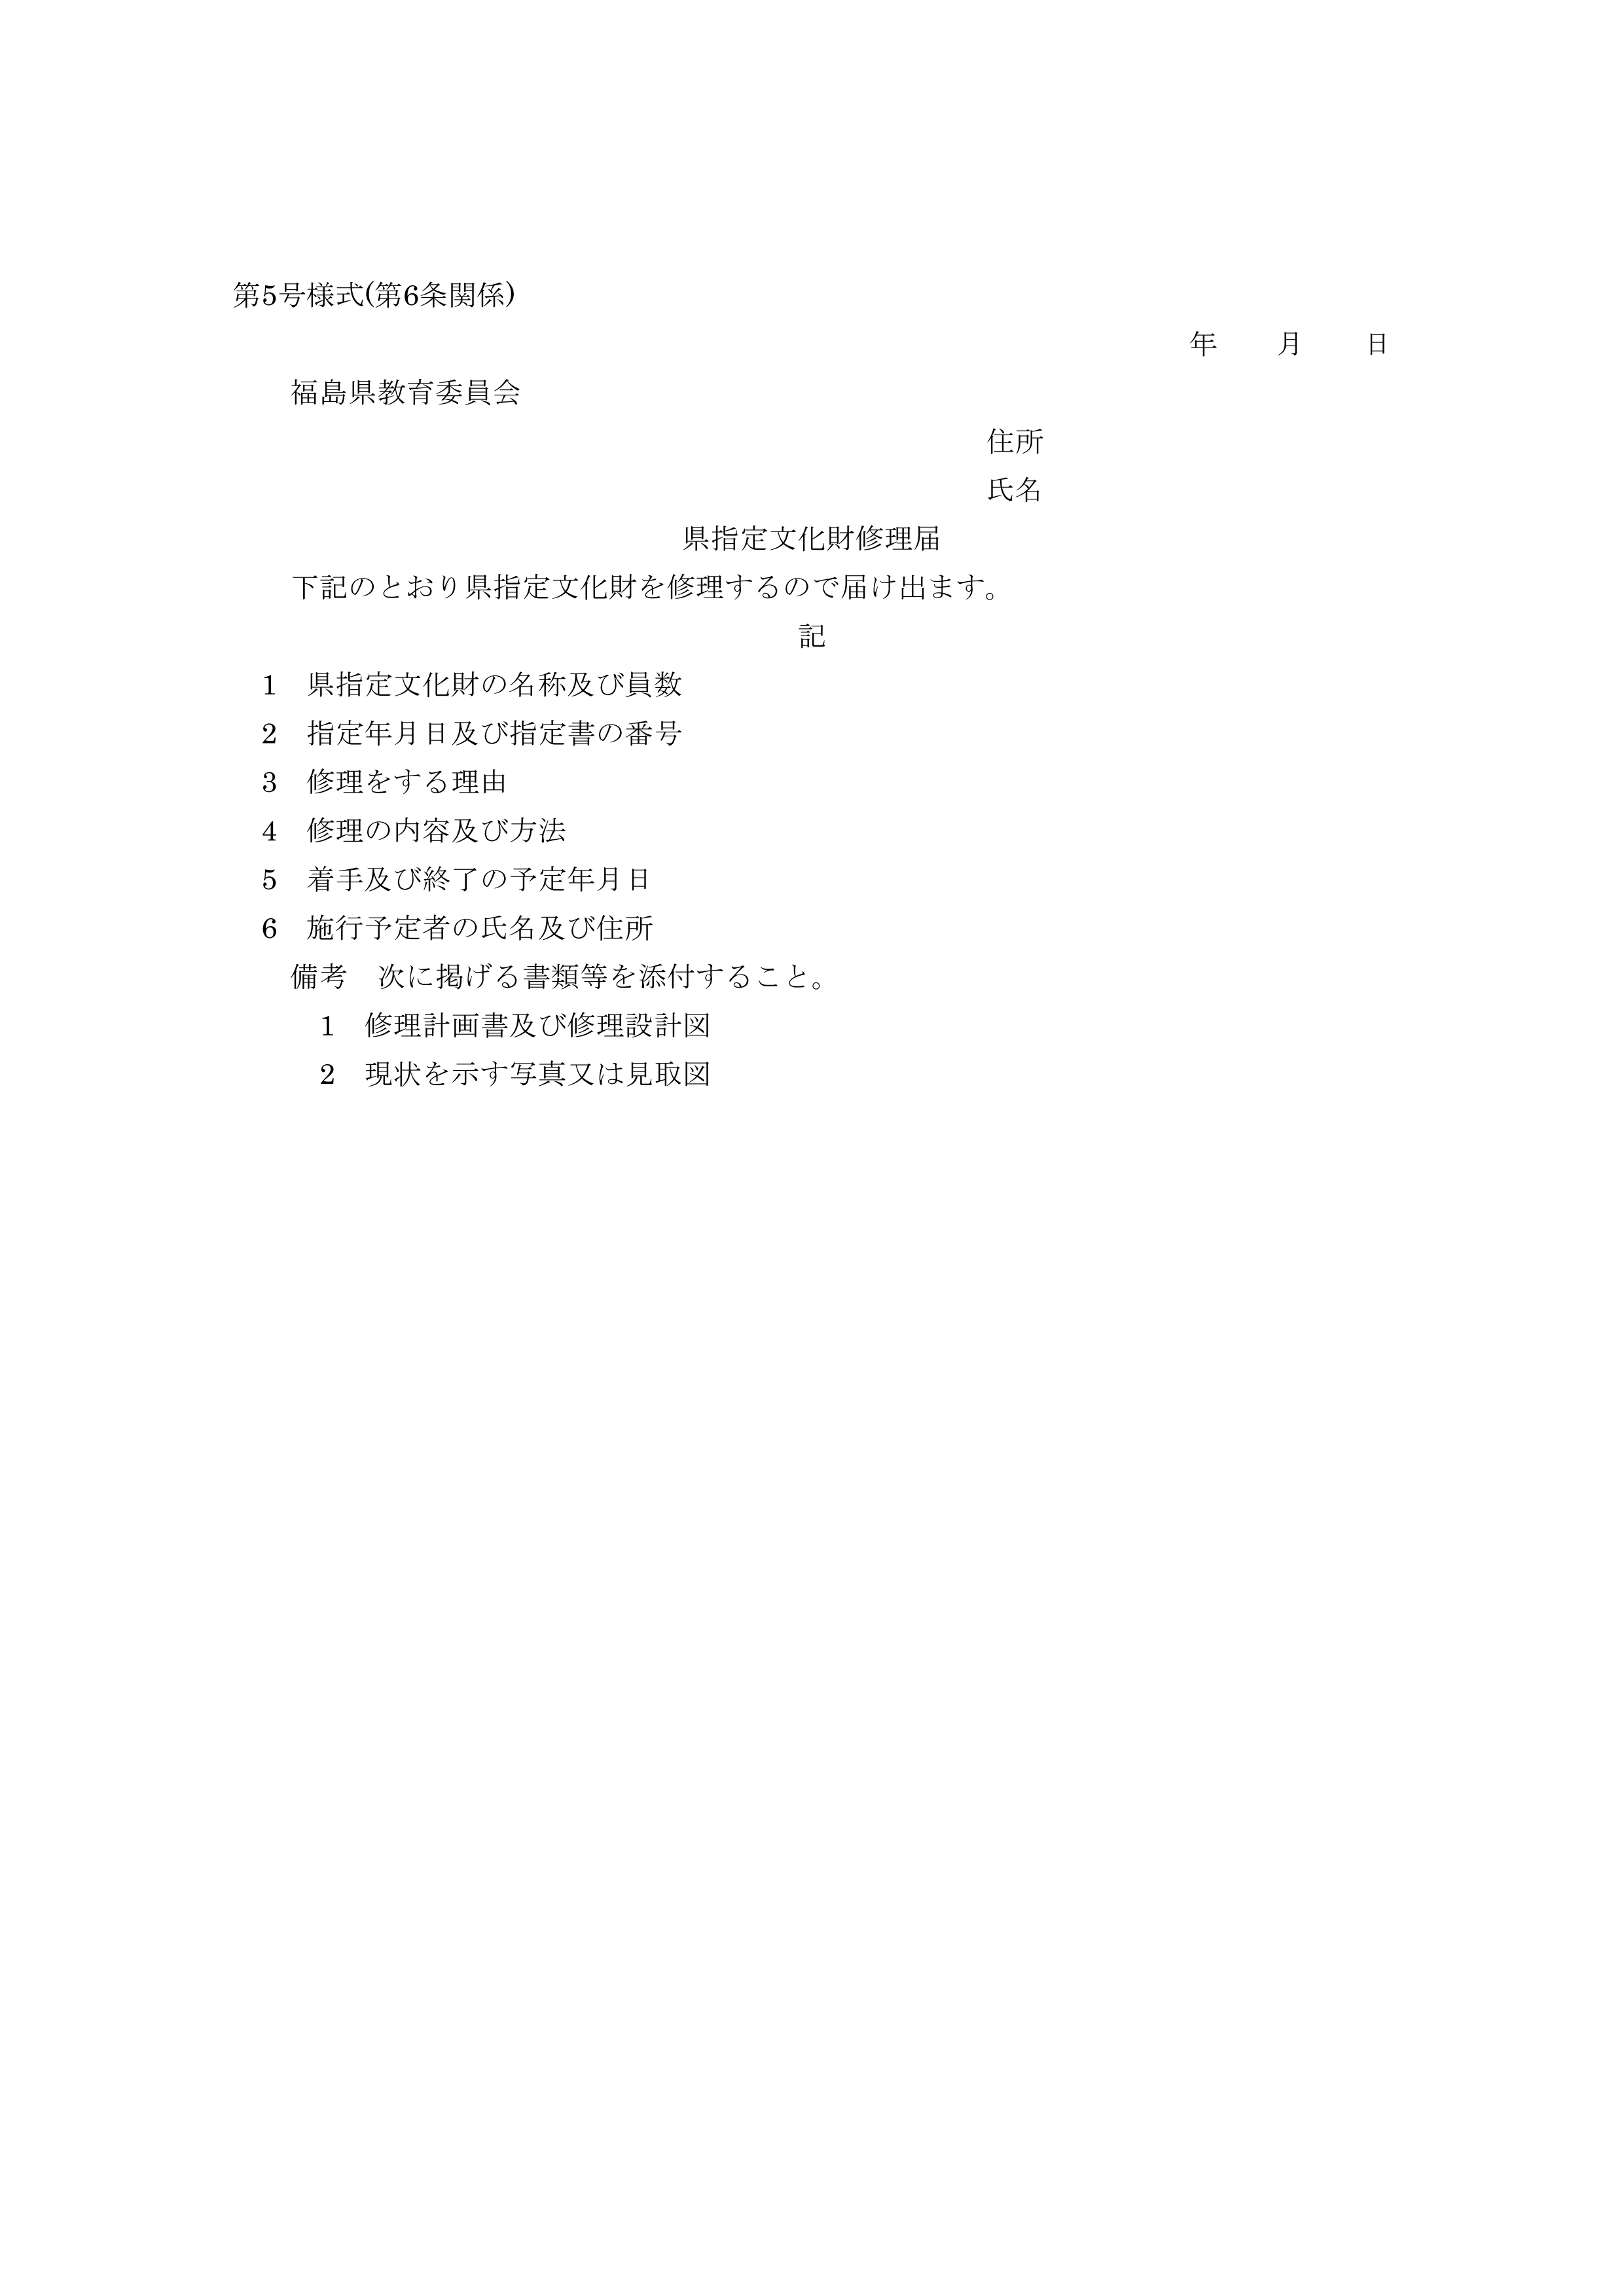 第5号様式(第6条関係)
年　　月　　日
福島県教育委員会
住所
氏名
県指定文化財修理届
下記のとおり県指定文化財を修理するので届け出ます。
記
1　県指定文化財の名称及び員数
2　指定年月日及び指定書の番号
3　修理をする理由
4　修理の内容及び方法
5　着手及び終了の予定年月日
6　施行予定者の氏名及び住所
備考　次に掲げる書類等を添付すること。
1　修理計画書及び修理設計図
2　現状を示す写真又は見取図